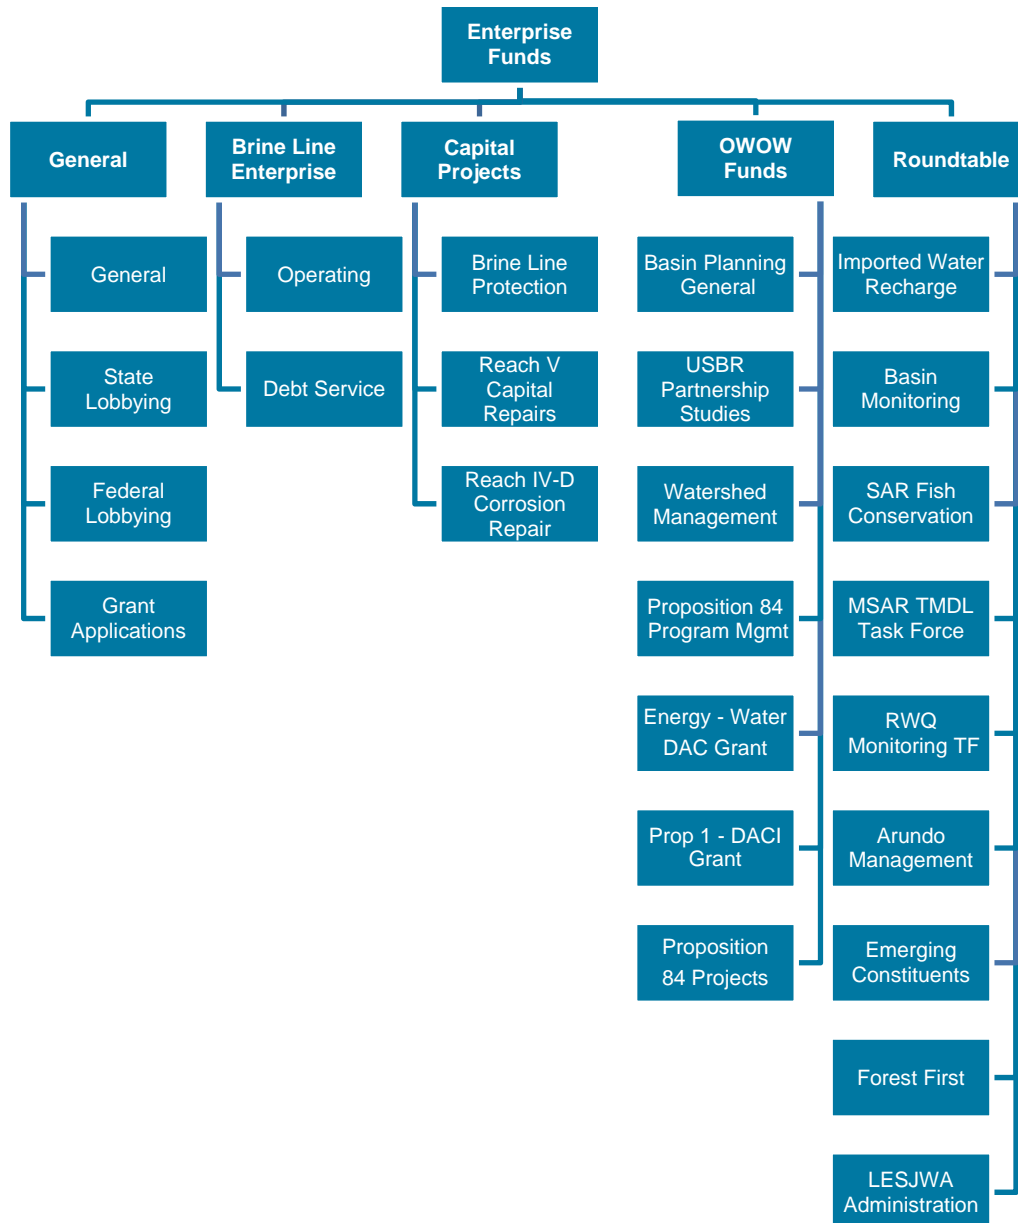 Enterprise
Funds
General
Brine Line
Enterprise
Capital
Projects
OWOW
Funds
Roundtable
General
State
Lobbying
Federal
Lobbying
Grant
Applications
Operating
Debt Service
Brine Line
Protection
Reach V
Capital
Repairs
Reach IV-D
Corrosion
Repair
Basin Planning
General
USBR
Partnership
Studies
Watershed
Management
Proposition 84
Program Mgmt
Energy - Water
DAC Grant
Prop 1 - DACI
Grant
Proposition
84 Projects
Imported Water
Recharge
Basin
Monitoring
SAR Fish
Conservation
MSAR TMDL
Task Force
RWQ
Monitoring TF
Arundo
Management
Emerging
Constituents
Forest First
LESJWA
Administration